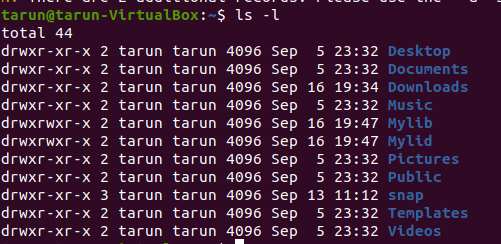 There are 2 additional records. Please use the
tarun@tarun-VirtualBox:~$ ls -l
total 44
drwxr-xr-x 2 tarun tarun 4096 Sep  5 23:32 Desktop
drwxr-xr-x 2 tarun tarun 4096 Sep  5 23:32 Documents
drwxr-xr-x 2 tarun tarun 4096 Sep 16 19:34 Downloads
drwxr-xr-x 2 tarun tarun 4096 Sep  5 23:32 Music
drwxrwxr-x 2 tarun tarun 4096 Sep 16 19:47 Mylib
drwxrwxr-x 2 tarun tarun 4096 Sep 16 19:47 Mylid
drwxr-xr-x 2 tarun tarun 4096 Sep  5 23:32 Pictures
drwxr-xr-x 2 tarun tarun 4096 Sep  5 23:32 Public
drwxr-xr-x 3 tarun tarun 4096 Sep 13 11:12 snap
drwxr-xr-x 2 tarun tarun 4096 Sep  5 23:32 Templates
drwxr-xr-x 2 tarun tarun 4096 Sep  5 23:32 Videos